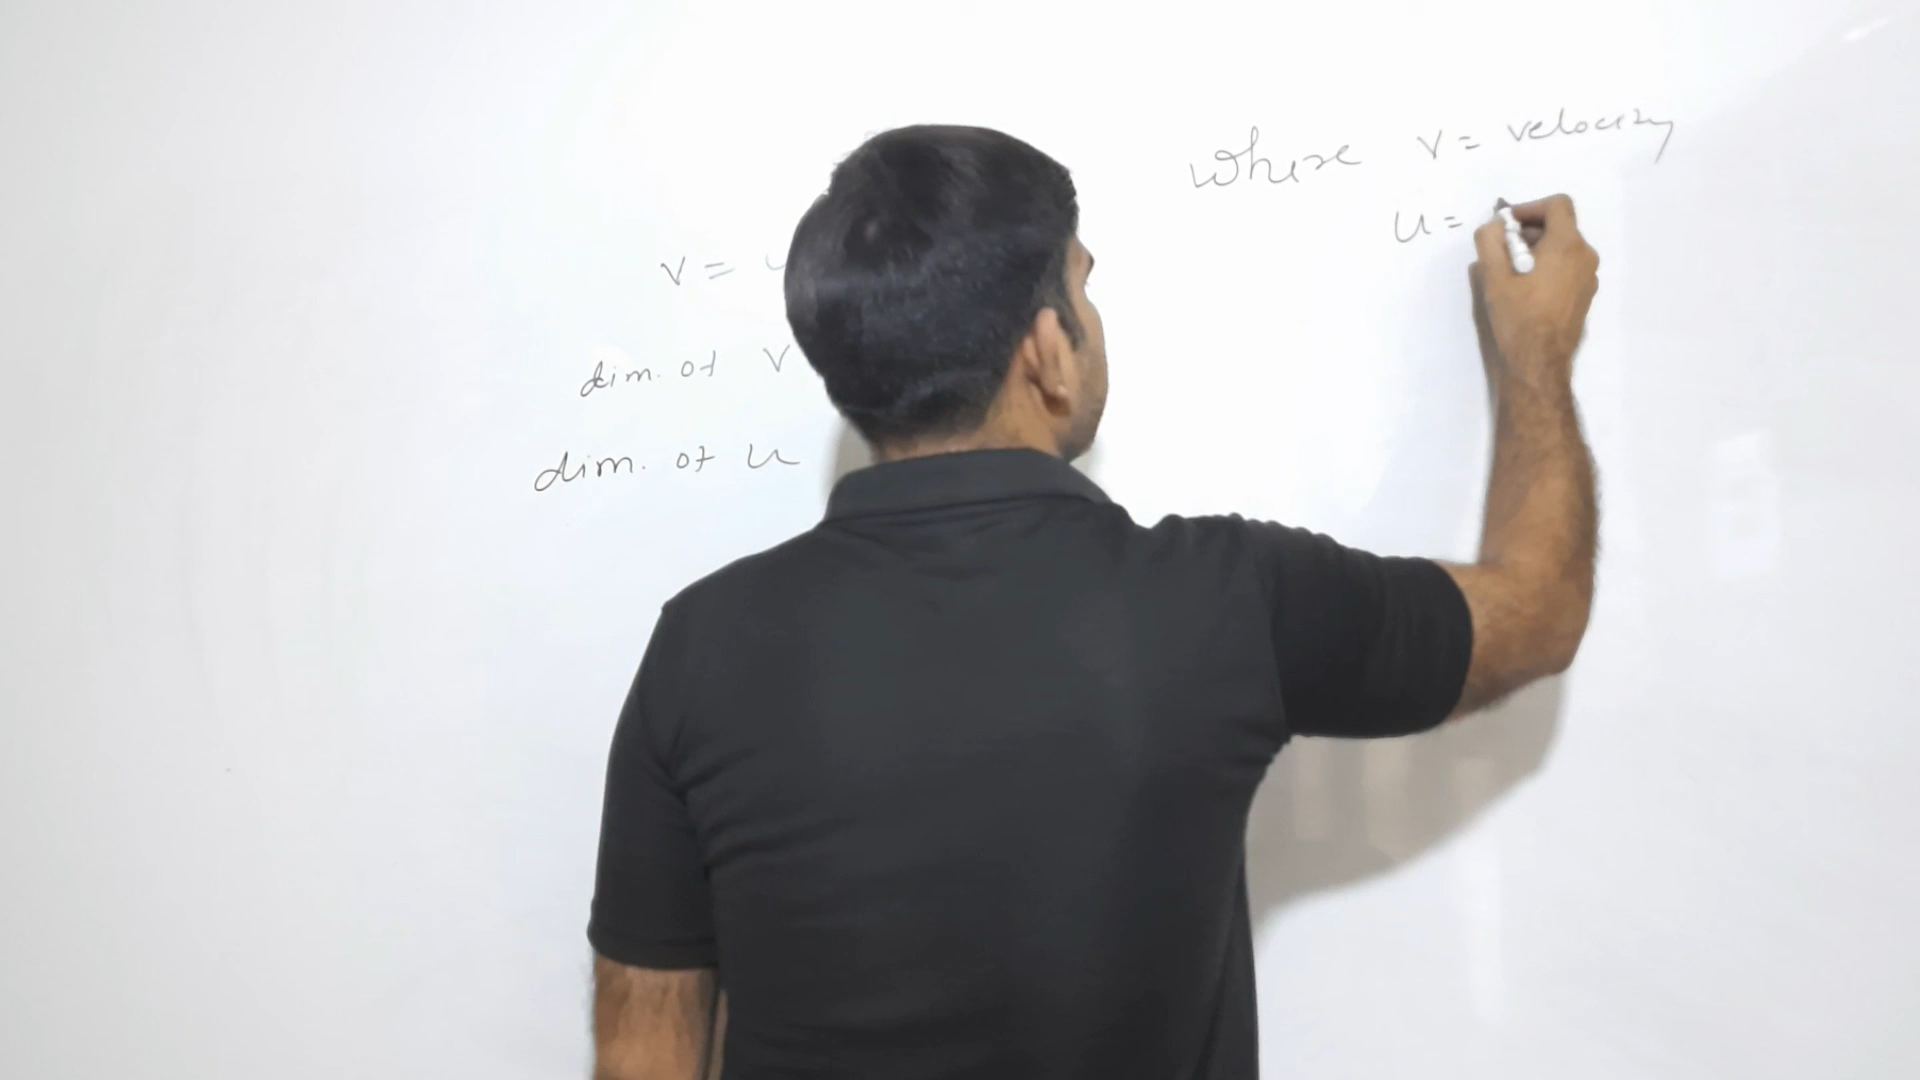 where v = velocity
u =
v = u
dim. of v
dim. of u